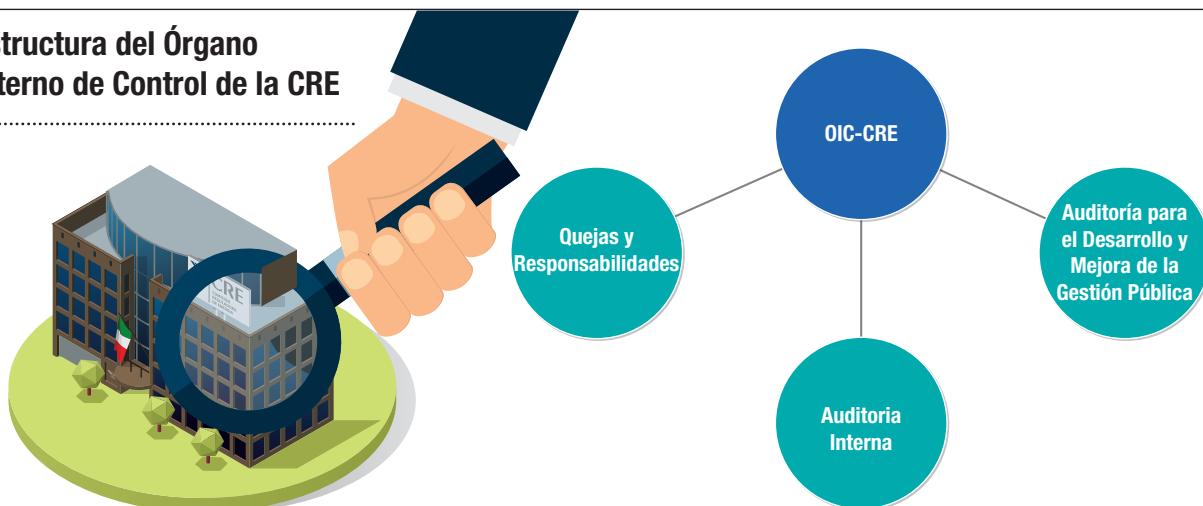 structura del Órgano
terno de Control de la CRE
CRE
OIC-CRE
Quejas y
Responsabilidades
Auditoría para
el Desarrollo y
Mejora de la
Gestión Pública
Auditoria
Interna